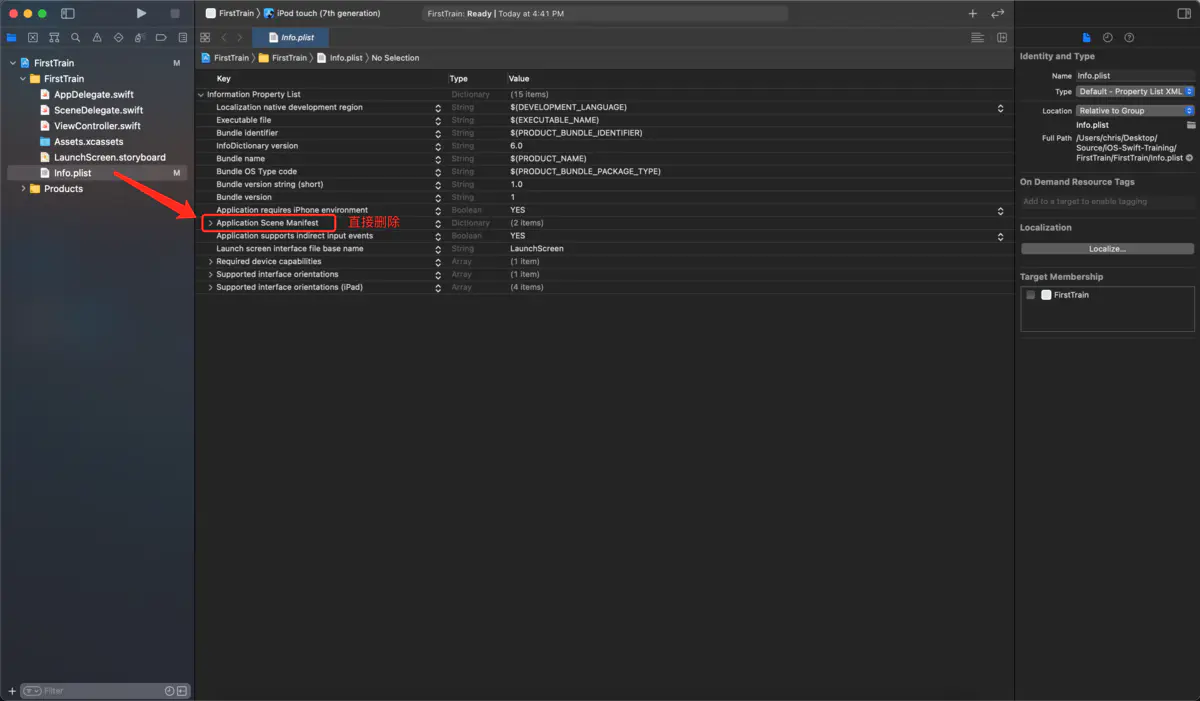 FirstTrain 〉 iPod touch (7th generation)
FirstTrain: Ready | Today at 4:41 PM
Info.plist
FirstTrain M
FirstTrain
AppDelegate.swift
SceneDelegate.swift
ViewController.swift
Assets.xcassets
LaunchScreen.storyboard
Info.plist M
Products
Filter
FirstTrain 〉 FirstTrain 〉 Info.plist 〉 No Selection
Key Type Value
Information Property List Dictionary (15 items)
Localization native development region String $(DEVELOPMENT_LANGUAGE)
Executable file String $(EXECUTABLE_NAME)
Bundle identifier String $(PRODUCT_BUNDLE_IDENTIFIER)
InfoDictionary version String 6.0
Bundle name String $(PRODUCT_NAME)
Bundle OS Type code String $(PRODUCT_BUNDLE_PACKAGE_TYPE)
Bundle version string (short) String 1.0
Bundle version String 1
Application requires iPhone environment Boolean YES
Application Scene Manifest 直接删除 Dictionary (2 items)
Application supports indirect input events Boolean YES
Launch screen interface file base name String LaunchScreen
Required device capabilities Array (1 item)
Supported interface orientations Array (1 item)
Supported interface orientations (iPad) Array (4 items)
Identity and Type
Name Info.plist
Type Default - Property List XML
Location Relative to Group
Info.plist
Full Path /Users/chris/Desktop/
Source/iOS-Swift-Training/
FirstTrain/FirstTrain/Info.plist
On Demand Resource Tags
Add to a target to enable tagging
Localization
Localize...
Target Membership
FirstTrain